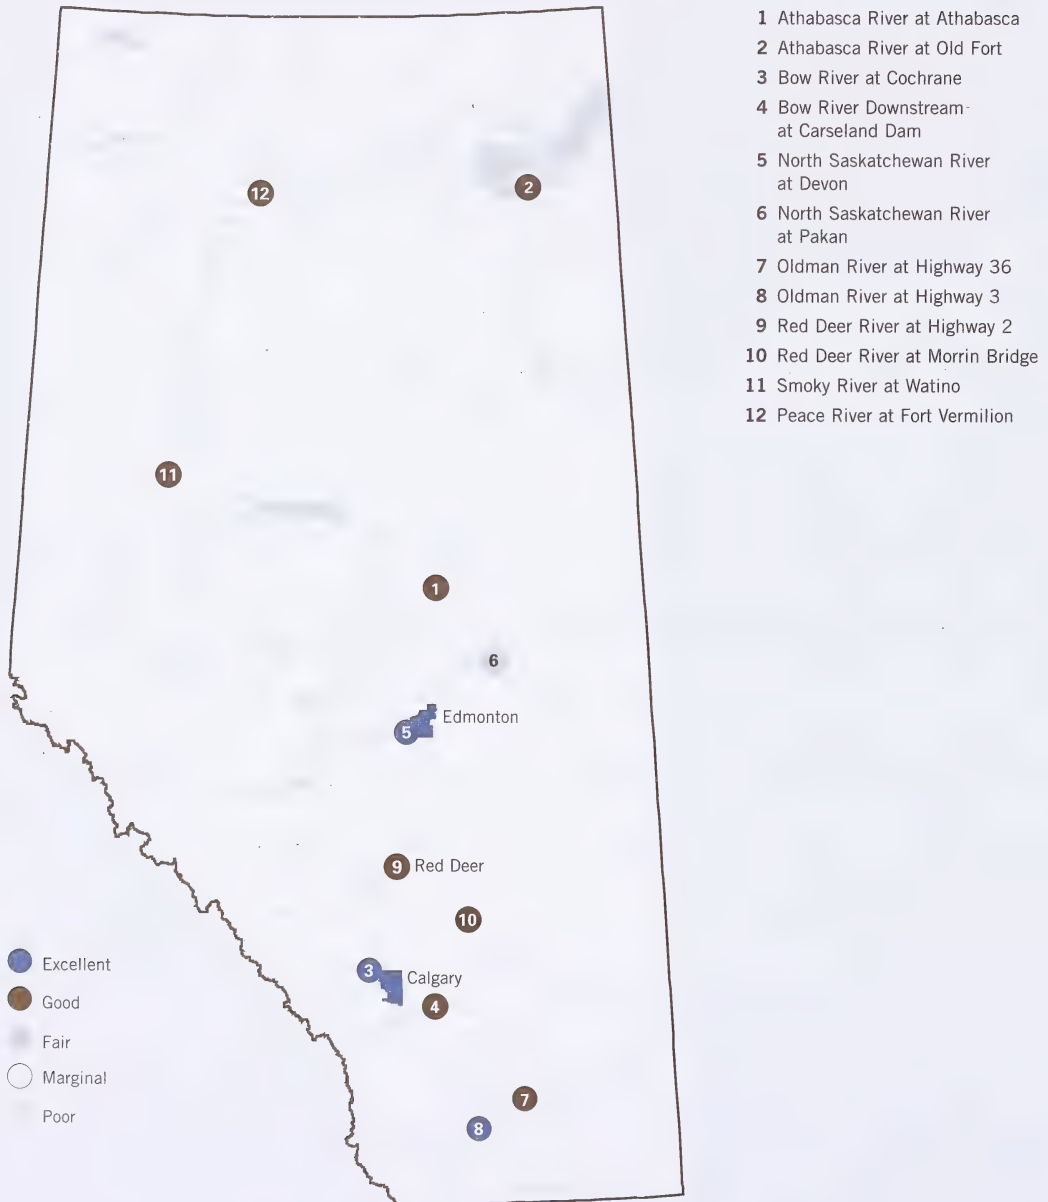 1 Athabasca River at Athabasca
2 Athabasca River at Old Fort
3 Bow River at Cochrane
4 Bow River Downstream
at Carseland Dam
5 North Saskatchewan River
at Devon
6 North Saskatchewan River
at Pakan
7 Oldman River at Highway 36
8 Oldman River at Highway 3
9 Red Deer River at Highway 2
10 Red Deer River at Morrin Bridge
11 Smoky River at Watino
12 Peace River at Fort Vermilion
12
2
11
1
6
5 Edmonton
9 Red Deer
10
3 Calgary
4
7
8
Excellent
Good
Fair
Marginal
Poor